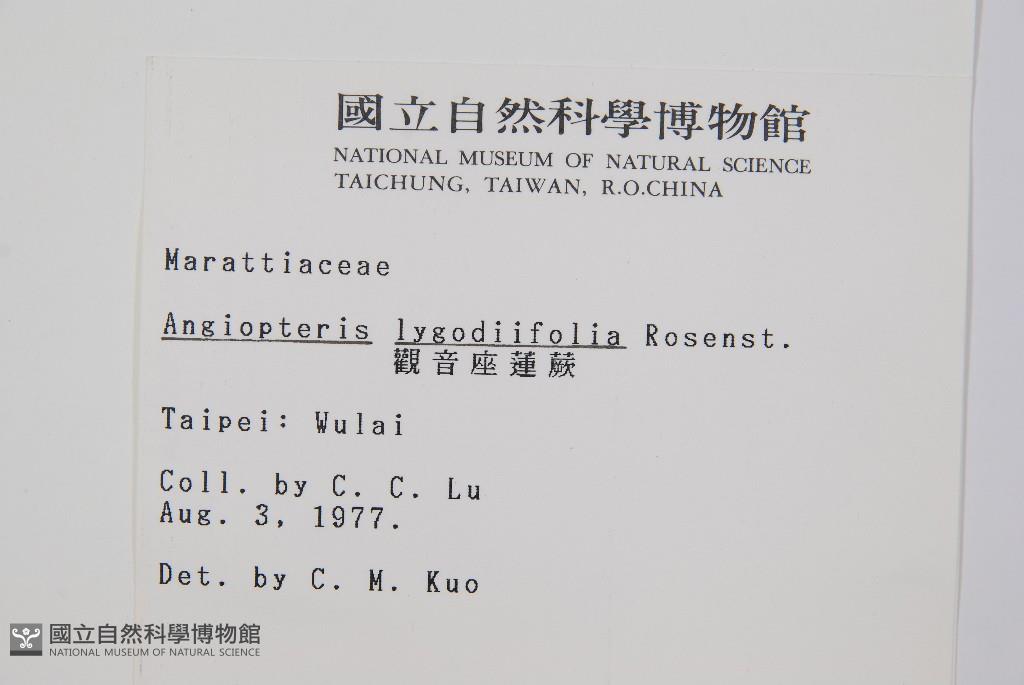 國立自然科學博物館
NATIONAL MUSEUM OF NATURAL SCIENCE
TAICHUNG, TAIWAN, R.O.CHINA
Marattiaceae
Angiopteris lygodiifolia Rosenst.
觀音座蓮蕨
Taipei: Wulai
Coll. by C. C. Lu
Aug. 3, 1977.
Det. by C. M. Kuo
國立自然科學博物館
NATIONAL MUSEUM OF NATURAL SCIENCE